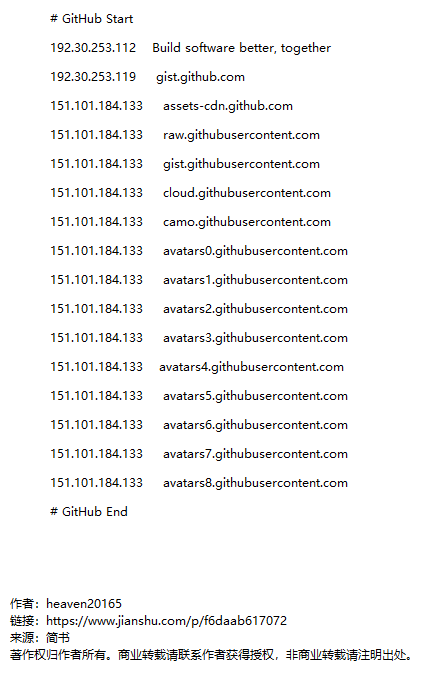 # GitHub Start
192.30.253.112 Build software better, together
192.30.253.119 gist.github.com
151.101.184.133 assets-cdn.github.com
151.101.184.133 raw.githubusercontent.com
151.101.184.133 gist.githubusercontent.com
151.101.184.133 cloud.githubusercontent.com
151.101.184.133 camo.githubusercontent.com
151.101.184.133 avatars0.githubusercontent.com
151.101.184.133 avatars1.githubusercontent.com
151.101.184.133 avatars2.githubusercontent.com
151.101.184.133 avatars3.githubusercontent.com
151.101.184.133 avatars4.githubusercontent.com
151.101.184.133 avatars5.githubusercontent.com
151.101.184.133 avatars6.githubusercontent.com
151.101.184.133 avatars7.githubusercontent.com
151.101.184.133 avatars8.githubusercontent.com
# GitHub End
作者：heaven20165
链接：https://www.jianshu.com/p/f6daab617072
来源：简书
著作权归作者所有。商业转载请联系作者获得授权，非商业转载请注明出处。